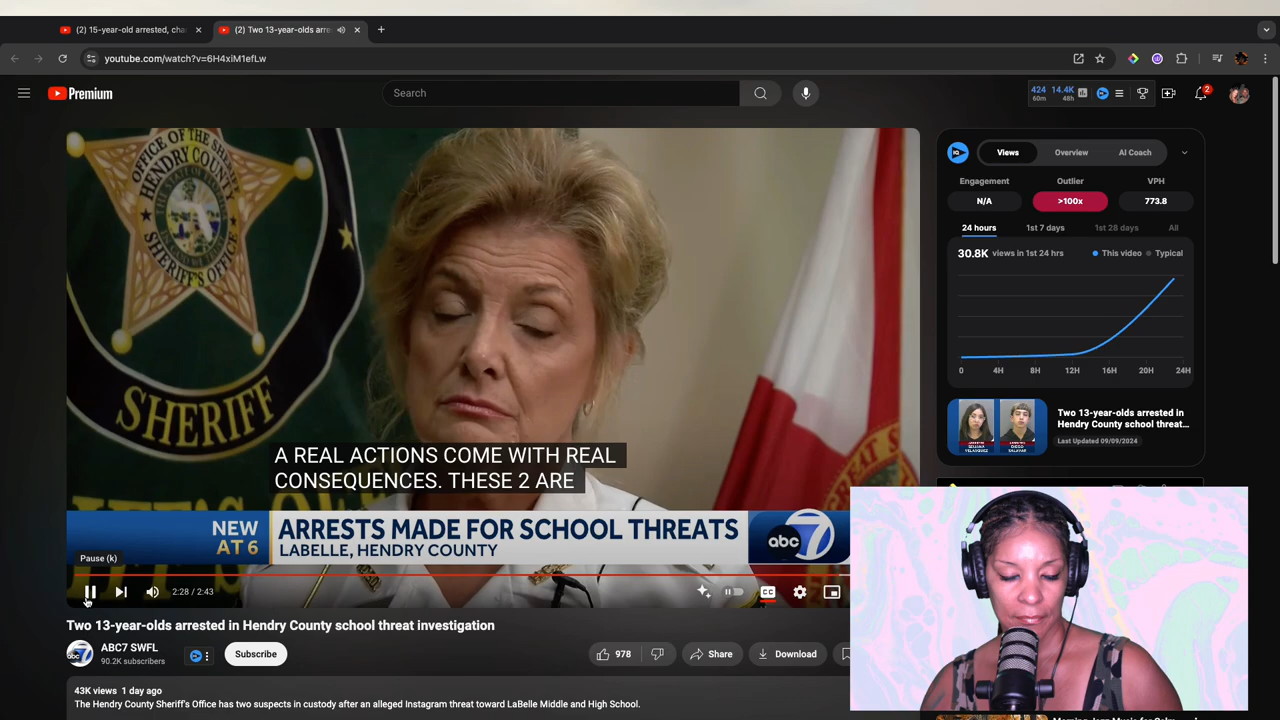 (2) 15-year-old arrested, cha
(2) Two 13-year-olds arre
youtube.com/watch?v=6H4xiM1efLw
Premium
Search
424 14.4K
60m 48h
2
OFFICE OF THE SHERIFF
HENDRY COUNTY
SHERIFF'S OFFICE
SHERIFF
A REAL ACTIONS COME WITH REAL
CONSEQUENCES. THESE 2 ARE
NEW
AT 6
ARRESTS MADE FOR SCHOOL THREATS
LABELLE, HENDRY COUNTY
abc 7
Pause (k)
2:28 / 2:43
CC
Two 13-year-olds arrested in Hendry County school threat investigation
ABC7 SWFL
90.2K subscribers
Subscribe
978
Share
Download
43K views 1 day ago
The Hendry County Sheriff's Office has two suspects in custody after an alleged Instagram threat toward LaBelle Middle and High School.
IQ
Views
Overview
AI Coach
Engagement
Outlier
VPH
N/A
>100x
773.8
24 hours
1st 7 days
1st 28 days
All
30.8K views in 1st 24 hrs
This video
Typical
0 4H 8H 12H 16H 20H 24H
Two 13-year-olds arrested in
Hendry County school threat...
Last Updated 09/09/2024